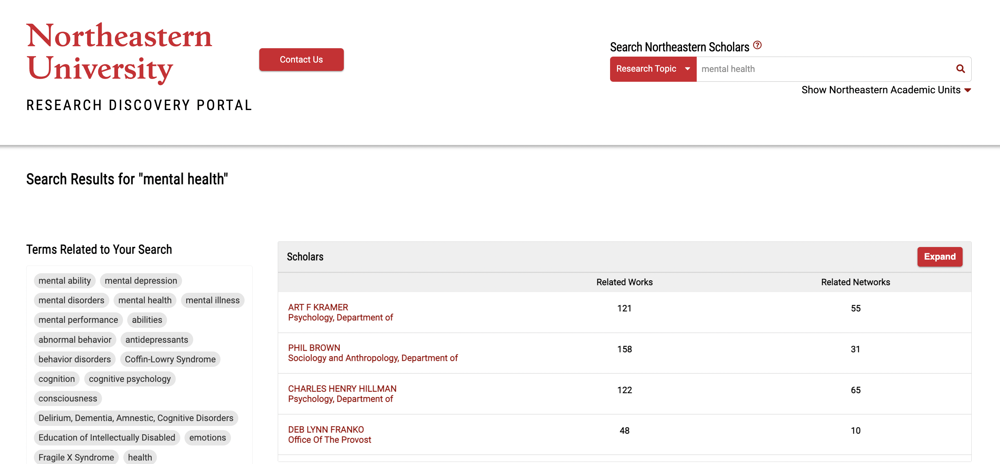 Northeastern
University
RESEARCH DISCOVERY PORTAL
Contact Us
Search Northeastern Scholars ?
Research Topic
mental health
Show Northeastern Academic Units
Search Results for "mental health"
Terms Related to Your Search
mental ability mental depression
mental disorders mental health mental illness
mental performance abilities
abnormal behavior antidepressants
behavior disorders Coffin-Lowry Syndrome
cognition cognitive psychology
consciousness
Delirium, Dementia, Amnestic, Cognitive Disorders
Education of Intellectually Disabled emotions
Fragile X Syndrome health
Scholars
Expand
Related Works Related Networks
ART F KRAMER
Psychology, Department of
121 55
PHIL BROWN
Sociology and Anthropology, Department of
158 31
CHARLES HENRY HILLMAN
Psychology, Department of
122 65
DEB LYNN FRANKO
Office Of The Provost
48 10